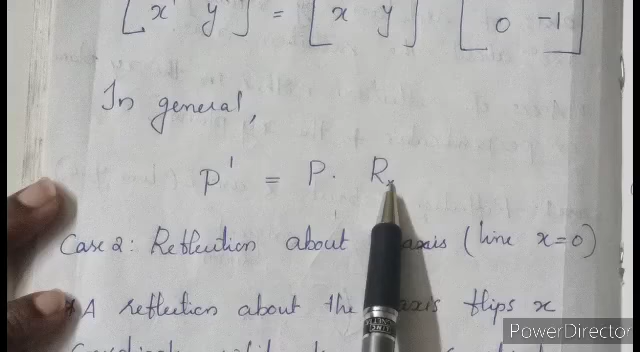 [x' y'] = [x y] [0 -1]
In general,
P' = P. Rx
Case 2: Reflection about axis (line x=0)
*A reflection about the axis flips x
PowerDirector